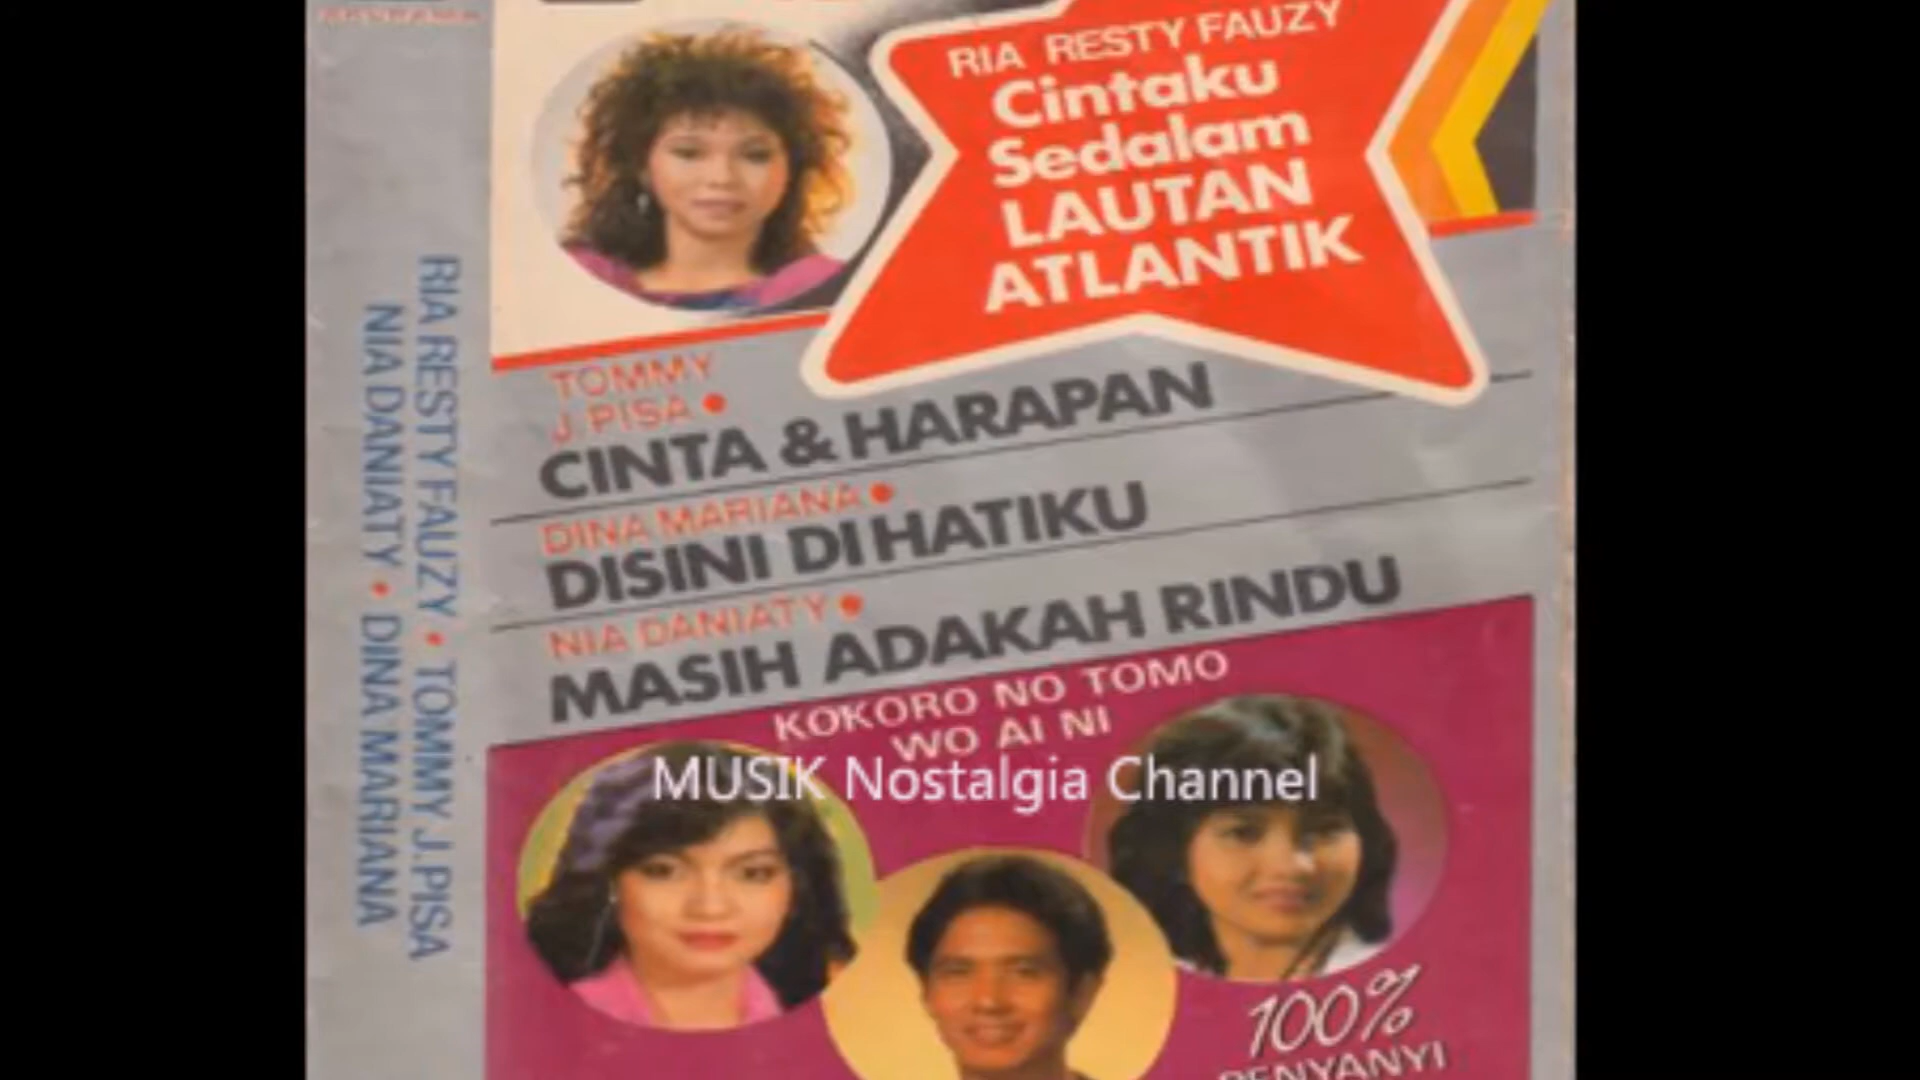 RIA RESTY FAUZY
Cintaku
Sedalam
LAUTAN
ATLANTIK
TOMMY
J.PISA •
CINTA & HARAPAN
DINA MARIANA •
DISINI DIHATIKU
NIA DANIATY •
MASIH ADAKAH RINDU
KOKORO NO TOMO
WO AI NI
MUSIK Nostalgia Channel
100%
PENYANYI
RIA RESTY FAUZY • TOMMY J.PISA
NIA DANIATY • DINA MARIANA